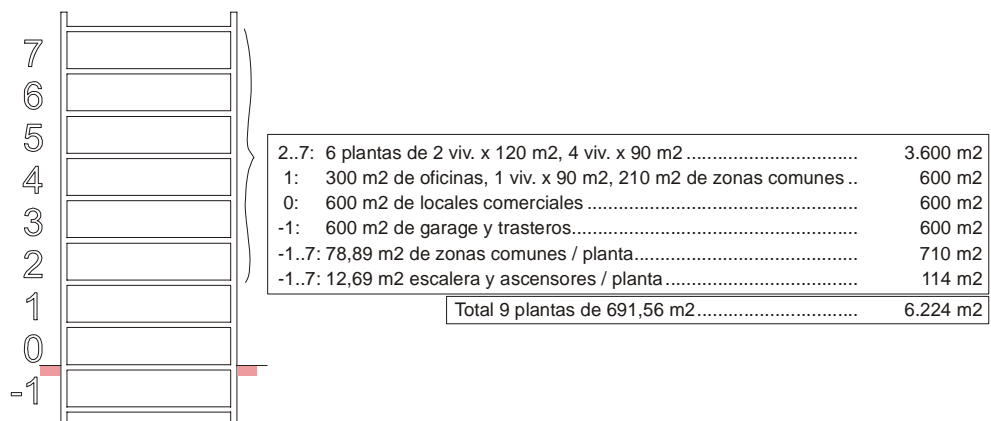 7
6
5
4
3
2
1
0
-1
2..7: 6 plantas de 2 viv. x 120 m2, 4 viv. x 90 m2 ................................. 3.600 m2
1: 300 m2 de oficinas, 1 viv. x 90 m2, 210 m2 de zonas comunes .. 600 m2
0: 600 m2 de locales comerciales ..................................................... 600 m2
-1: 600 m2 de garage y trasteros........................................................ 600 m2
-1..7: 78,89 m2 de zonas comunes / planta........................................... 710 m2
-1..7: 12,69 m2 escalera y ascensores / planta..................................... 114 m2
Total 9 plantas de 691,56 m2............................... 6.224 m2